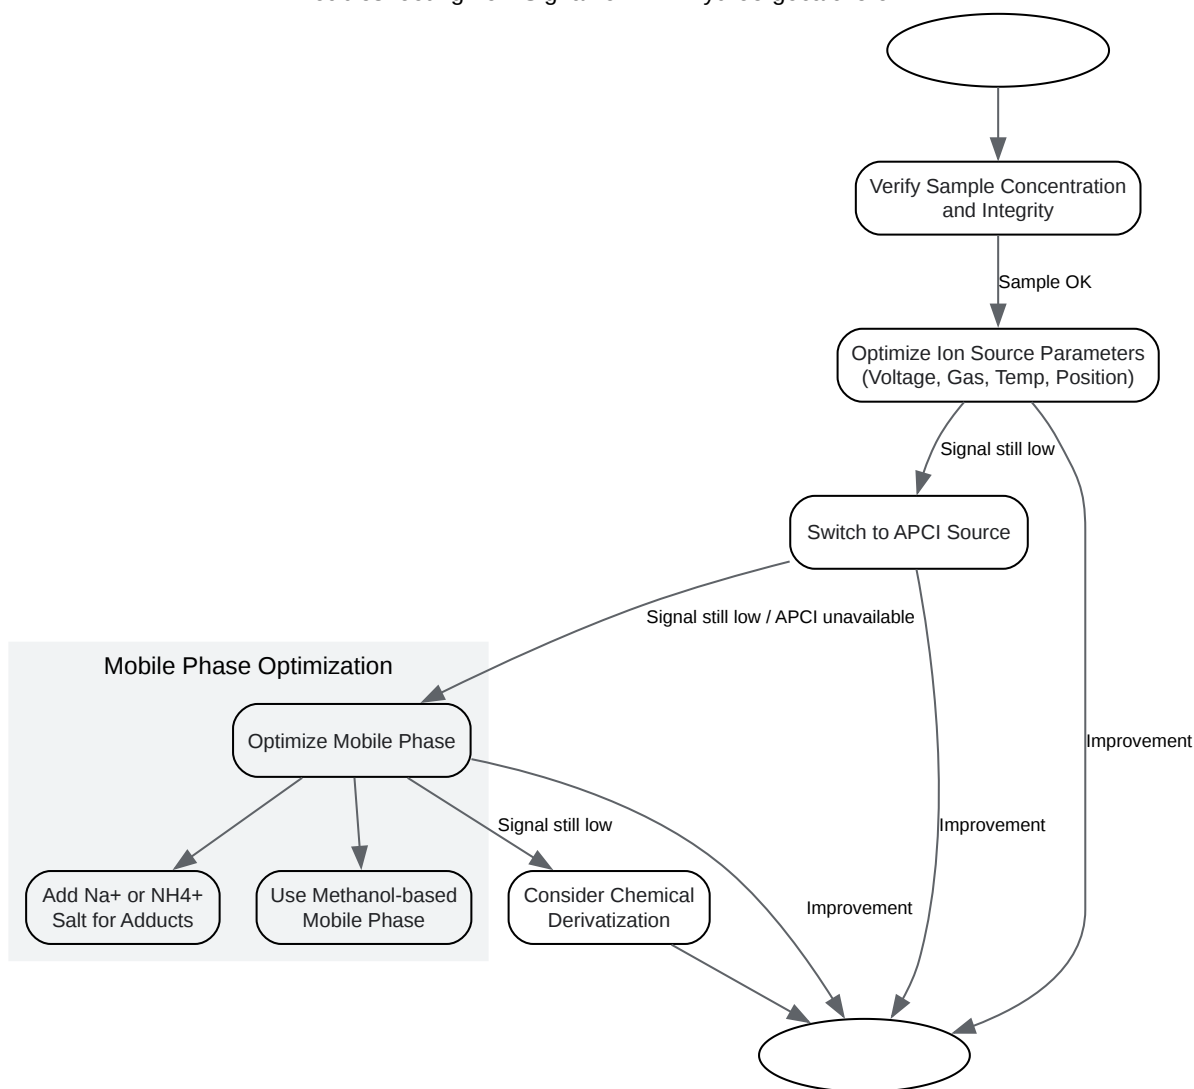 Verify Sample Concentration
and Integrity
Sample OK
Optimize Ion Source Parameters
(Voltage, Gas, Temp, Position)
Signal still low
Switch to APCI Source
Signal still low / APCI unavailable
Mobile Phase Optimization
Optimize Mobile Phase
Improvement
Signal still low
Improvement
Add Na+ or NH4+
Salt for Adducts
Use Methanol-based
Mobile Phase
Consider Chemical
Derivatization
Improvement